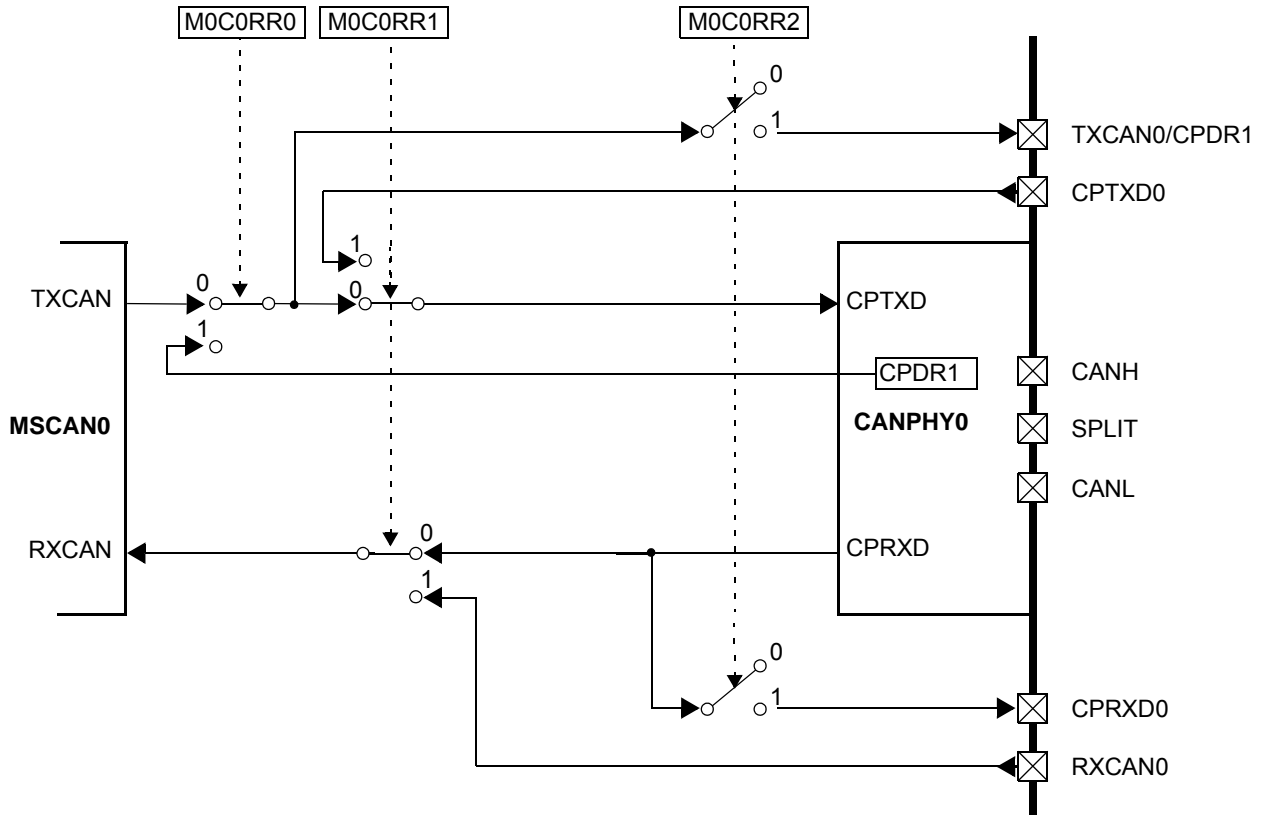 M0C0RR0 M0C0RR1 M0C0RR2
0
1 TXCAN0/CPDR1
CPTXD0
1
TXCAN 0 0 CPTXD
1
CPDR1 CANH
MSCAN0 CANPHY0 SPLIT
CANL
0
RXCAN CPRXD
1
0
1 CPRXD0
RXCAN0